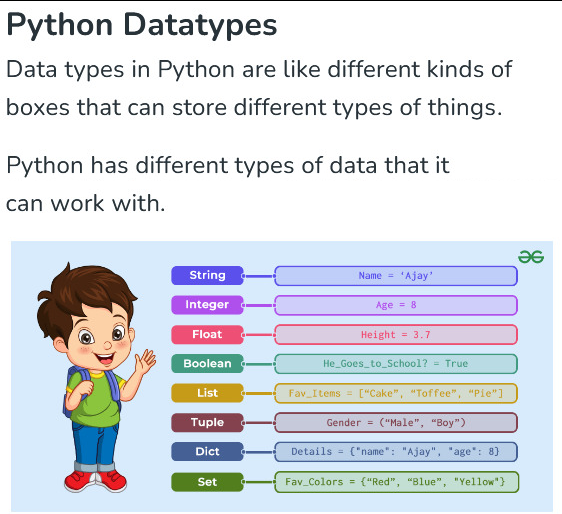 Python Datatypes
Data types in Python are like different kinds of
boxes that can store different types of things.
Python has different types of data that it
can work with.
String Name = ‘Ajay’
Integer Age = 8
Float Height = 3.7
Boolean He_Goes_to_School? = True
List Fav_Items = [“Cake”, “Toffee”, “Pie”]
Tuple Gender = (“Male”, “Boy”)
Dict Details = {"name": "Ajay", "age": 8}
Set Fav_Colors = {“Red”, “Blue”, "Yellow"}